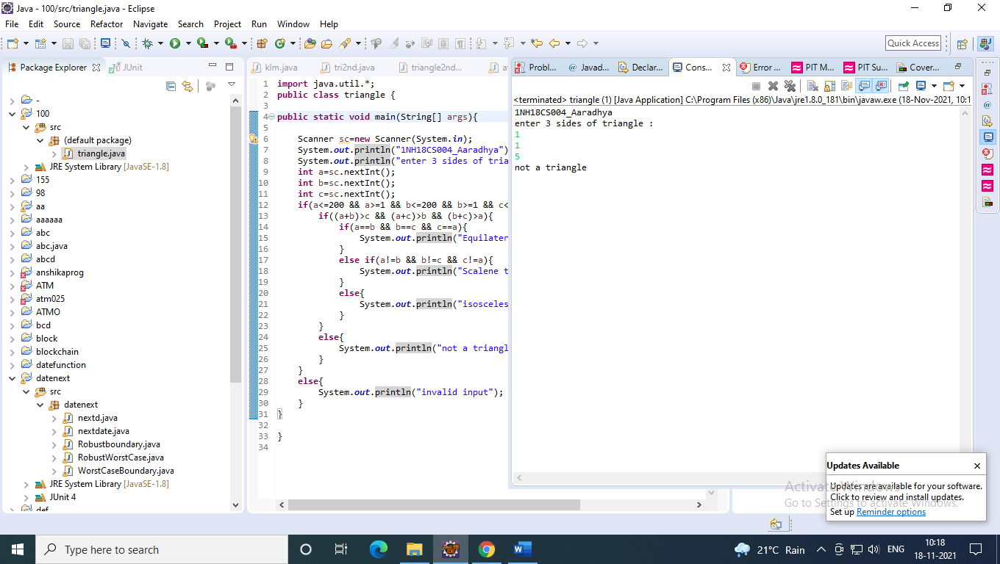 Java - 100/src/triangle.java - Eclipse
File Edit Source Refactor Navigate Search Project Run Window Help
Quick Access
Package Explorer JUnit
-
100
src
(default package)
triangle.java
JRE System Library [JavaSE-1.8]
155
98
aa
aaaaaa
abc
abc.java
abcd
anshikaprog
ATM
atm025
ATMO
bcd
block
blockchain
datefunction
datenext
src
datenext
nextd.java
nextdate.java
Robustboundary.java
RobustWorstCase.java
WorstCaseBoundary.java
JRE System Library [JavaSE-1.8]
JUnit 4
def
klm.java tri2nd.java triangle2nd...
1 import java.util.*;
2 public class triangle {
3
4 public static void main(String[] args){
5
6 Scanner sc=new Scanner(System.in);
7 System.out.println("1NH18CS004_Aaradhya")
8 System.out.println("enter 3 sides of tria
9 int a=sc.nextInt();
10 int b=sc.nextInt();
11 int c=sc.nextInt();
12 if(a<=200 && a>=1 && b<=200 && b>=1 && c<
13 if((a+b)>c && (a+c)>b && (b+c)>a){
14 if(a==b && b==c && c==a){
15 System.out.println("Equilater
16 }
17 else if(a!=b && b!=c && c!=a){
18 System.out.println("Scalene t
19 }
20 else{
21 System.out.println("isosceles
22 }
23 }
24 else{
25 System.out.println("not a triangl
26 }
27 }
28 else{
29 System.out.println("invalid input");
30 }
31 }
32
33 }
34
Probl... @ Javad... Declar... Cons... Error ... PIT M... PIT Su... Cover...
<terminated> triangle (1) [Java Application] C:\Program Files (x86)\Java\jre1.8.0_181\bin\javaw.exe (18-Nov-2021, 10:1
1NH18CS004_Aaradhya
enter 3 sides of triangle :
1
1
5
not a triangle
Updates Available
Updates are available for your software.
Click to review and install updates.
Set up Reminder options
Activate Windows
Go to Settings to activate Windows.
Type here to search
21°C Rain
ENG
10:18
18-11-2021